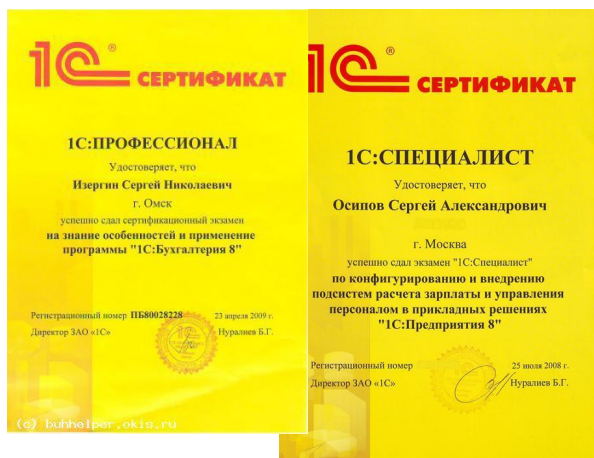 1С®
СЕРТИФИКАТ
1С:ПРОФЕССИОНАЛ
Удостоверяет, что
Изергин Сергей Николаевич
г. Омск
успешно сдал сертификационный экзамен
на знание особенностей и применение
программы "1С:Бухгалтерия 8"
Регистрационный номер ПБ80028228 23 апреля 2009 г.
Директор ЗАО «1С» Нуралиев Б.Г.
(c) buhhelper.okis.ru
1С®
СЕРТИФИКАТ
1С:СПЕЦИАЛИСТ
Удостоверяет, что
Осипов Сергей Александрович
г. Москва
успешно сдал экзамен "1С:Специалист"
по конфигурированию и внедрению
подсистем расчета зарплаты и управления
персоналом в прикладных решениях
"1С:Предприятия 8"
Регистрационный номер 25 июля 2008 г.
Директор ЗАО «1С» Нуралиев Б.Г.